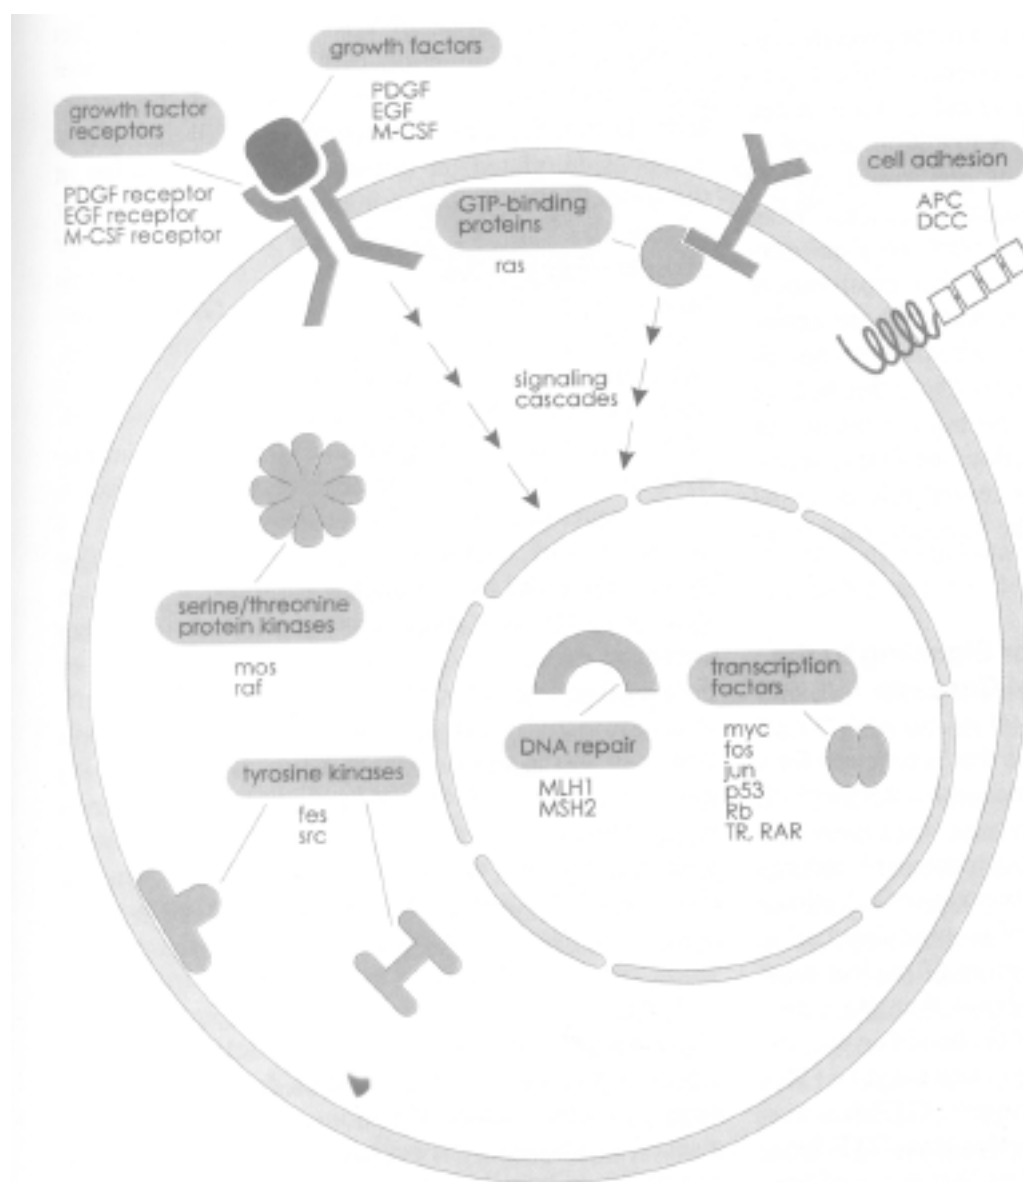 growth factors
PDGF
EGF
M-CSF
growth factor
receptors
PDGF receptor
EGF receptor
M-CSF receptor
GTP-binding
proteins
ras
cell adhesion
APC
DCC
signaling
cascades
serine/threonine
protein kinases
mos
raf
tyrosine kinases
fes
src
DNA repair
MLH1
MSH2
transcription
factors
myc
fos
jun
p53
Rb
TR, RAR